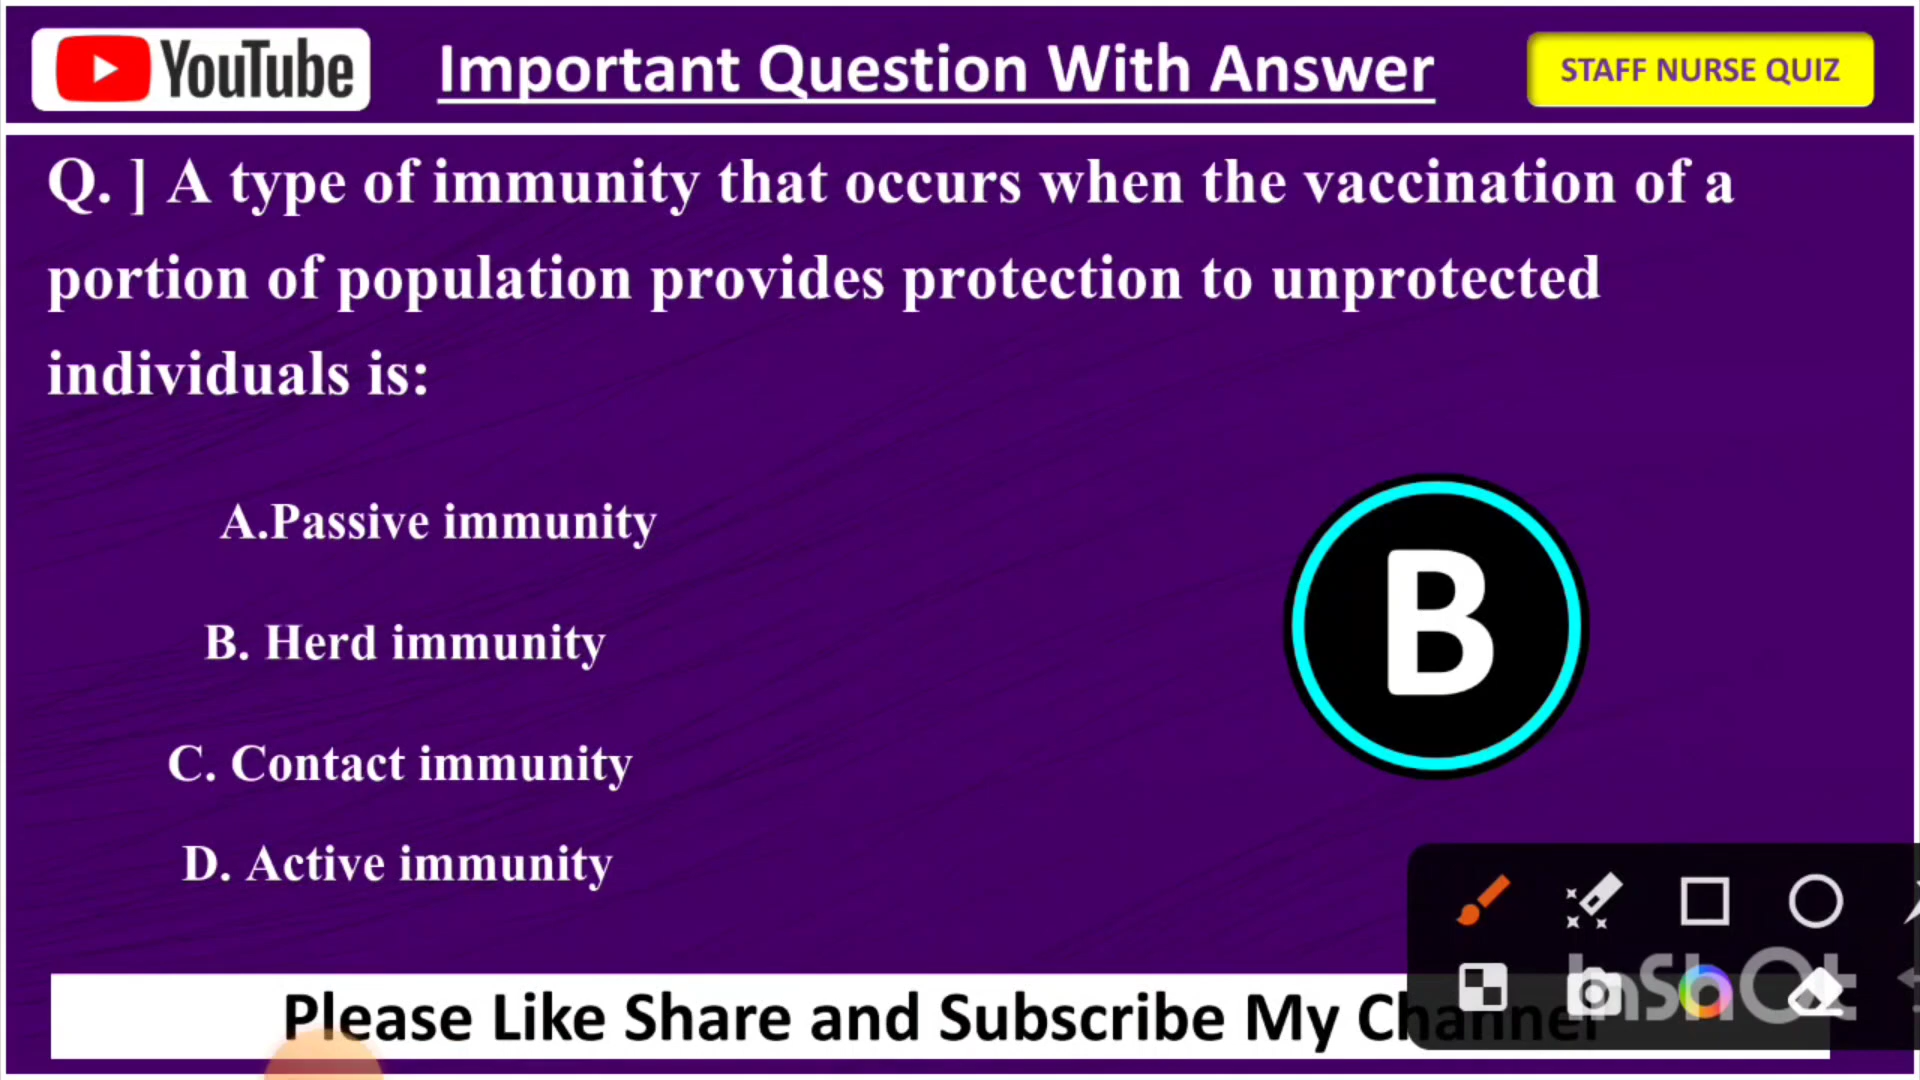 YouTube
Important Question With Answer
STAFF NURSE QUIZ
Q. ] A type of immunity that occurs when the vaccination of a
portion of population provides protection to unprotected
individuals is:
A.Passive immunity
B. Herd immunity
C. Contact immunity
D. Active immunity
B
Please Like Share and Subscribe My Channel
InShOt